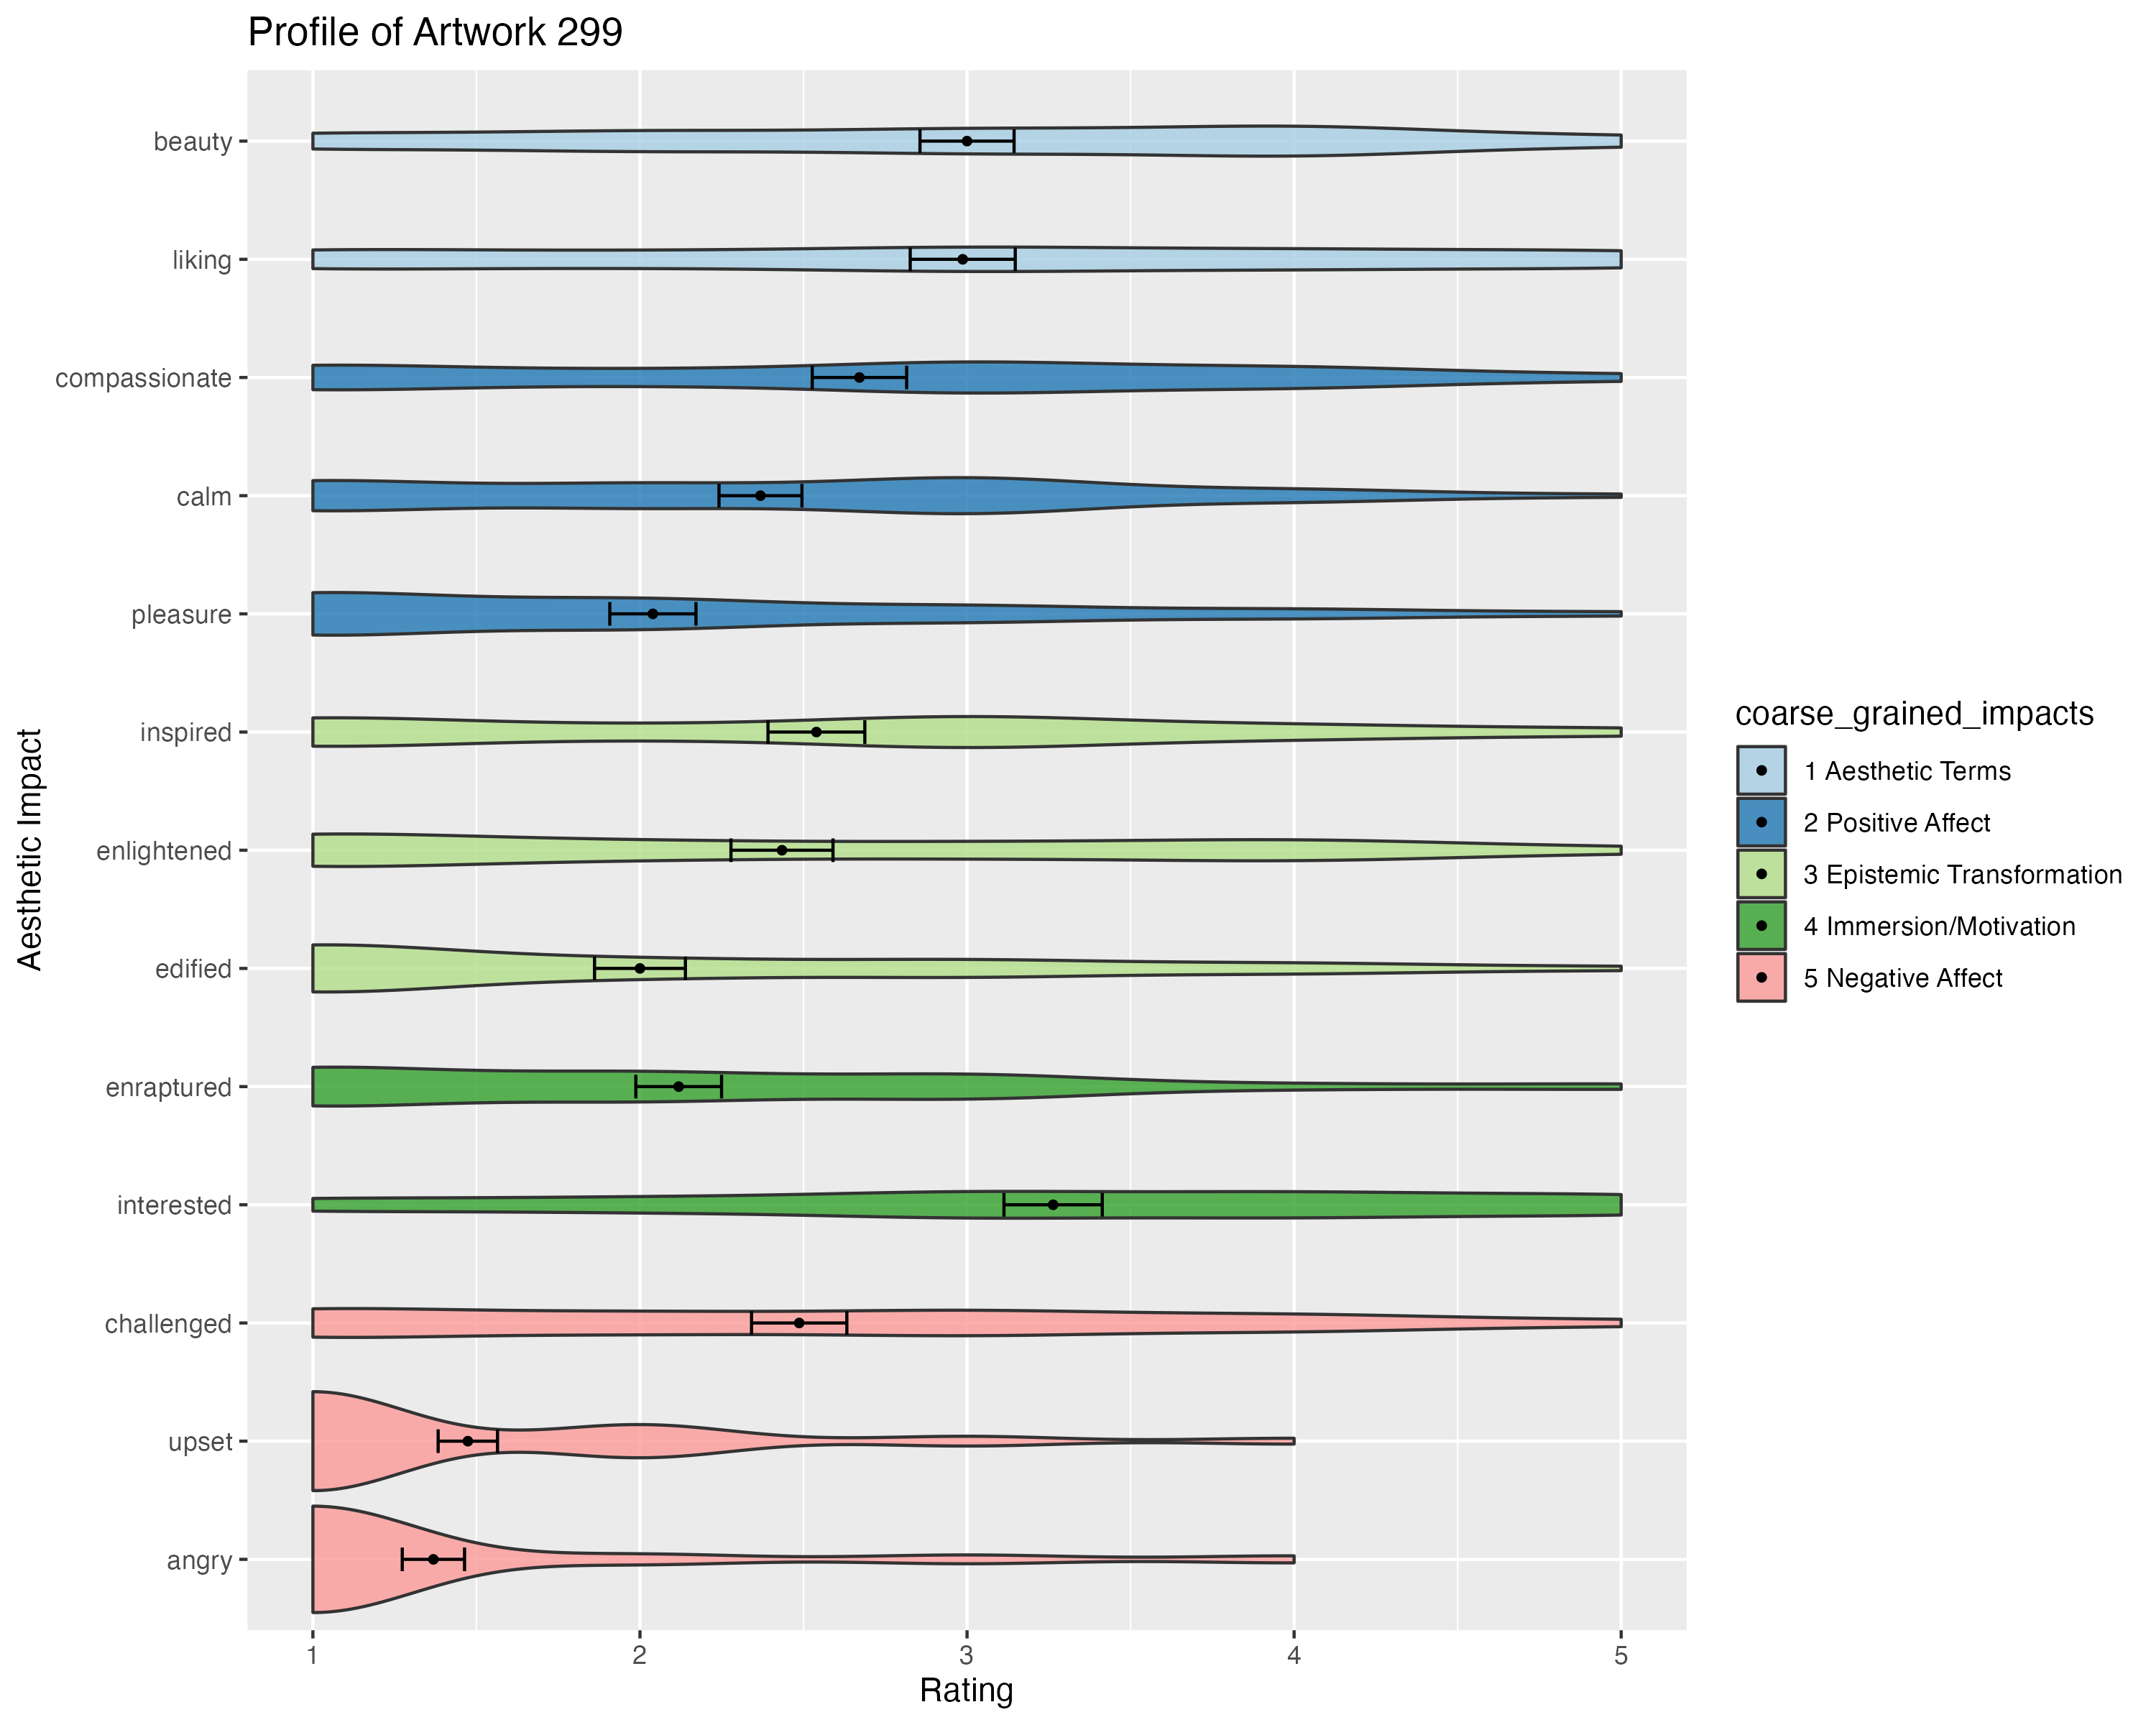 Profile of Artwork 299
Aesthetic Impact
beauty
liking
compassionate
calm
pleasure
inspired
enlightened
edified
enraptured
interested
challenged
upset
angry
1 2 3 4 5
Rating
coarse_grained_impacts
1 Aesthetic Terms
2 Positive Affect
3 Epistemic Transformation
4 Immersion/Motivation
5 Negative Affect